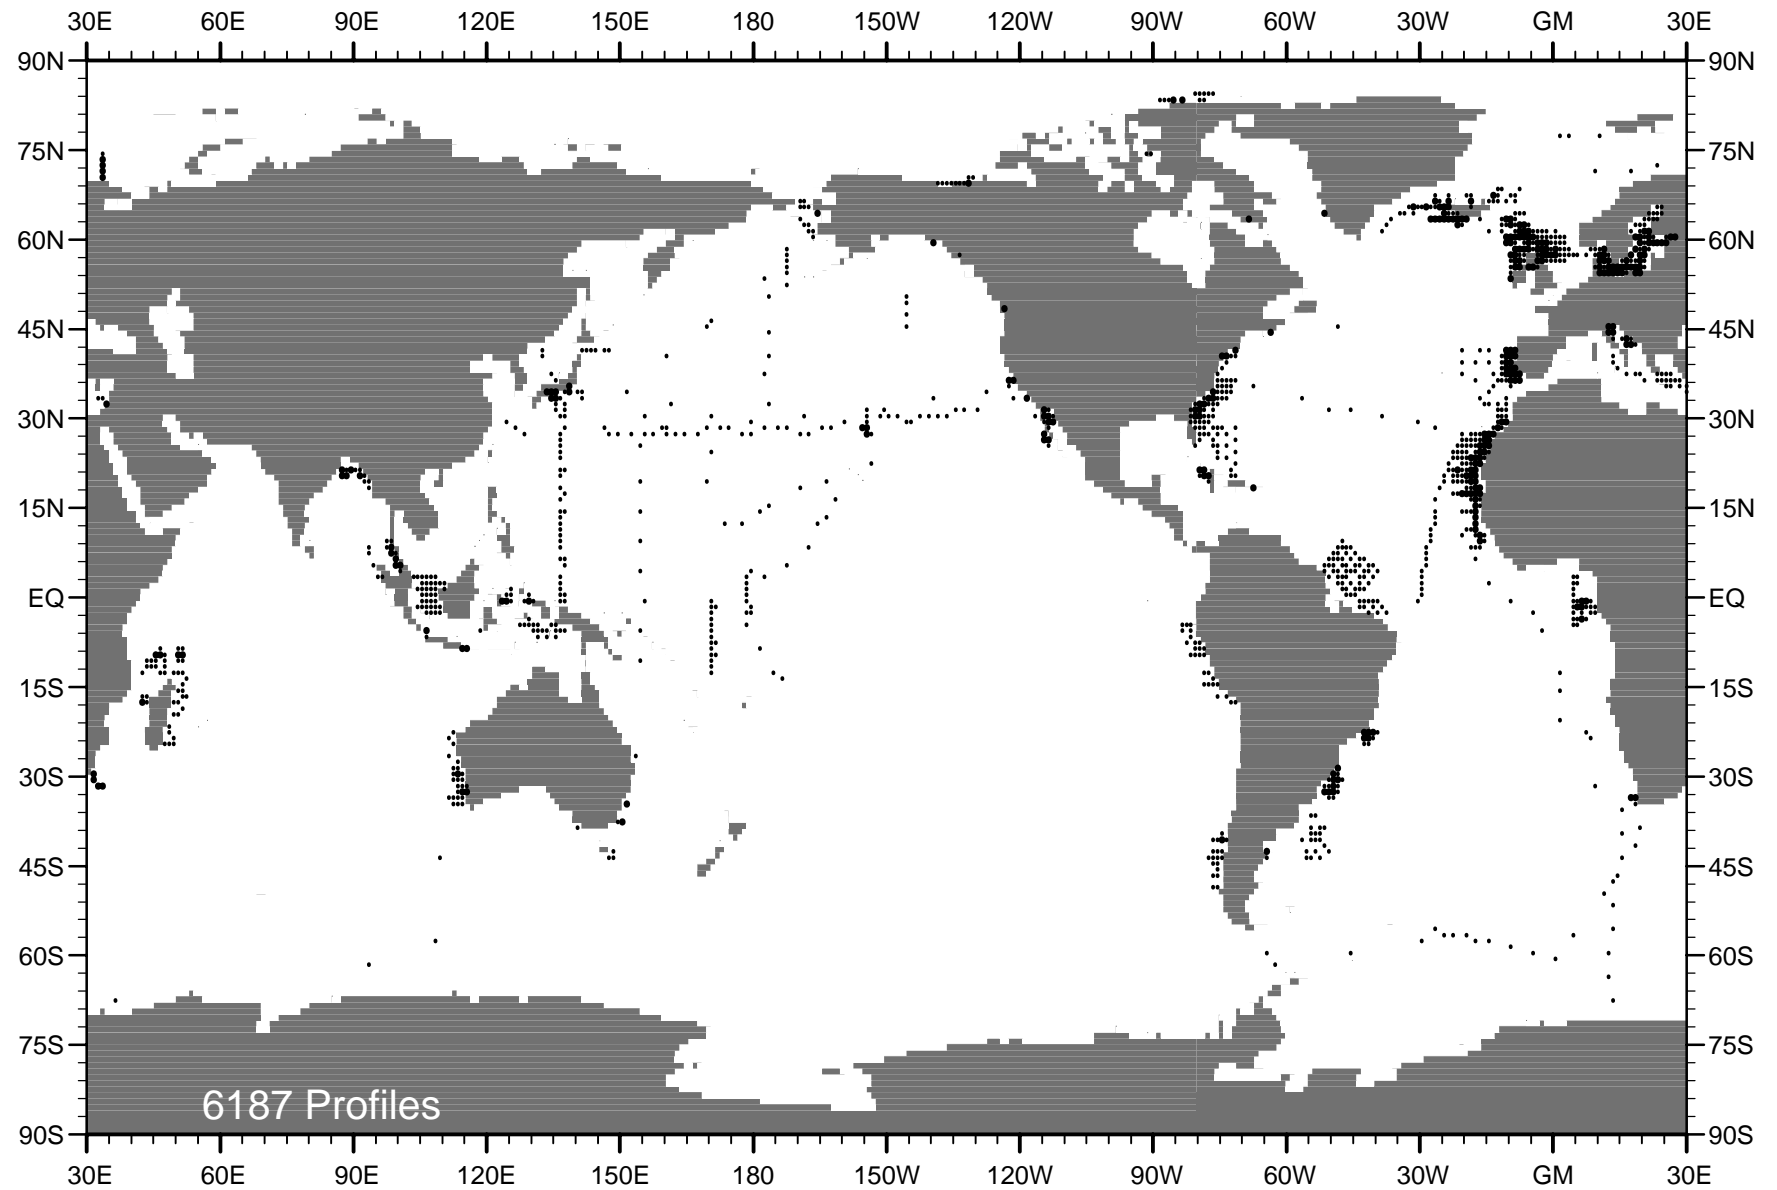 30E 60E 90E 120E 150E 180 150W 120W 90W 60W 30W GM 30E
90N 90N
75N 75N
60N 60N
45N 45N
30N 30N
15N 15N
EQ EQ
15S 15S
30S 30S
45S 45S
60S 60S
75S 75S
6187 Profiles
90S 90S
30E 60E 90E 120E 150E 180 150W 120W 90W 60W 30W GM 30E